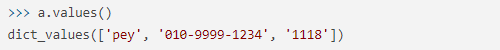 >>> a.values()
dict_values(['pey', '010-9999-1234', '1118'])